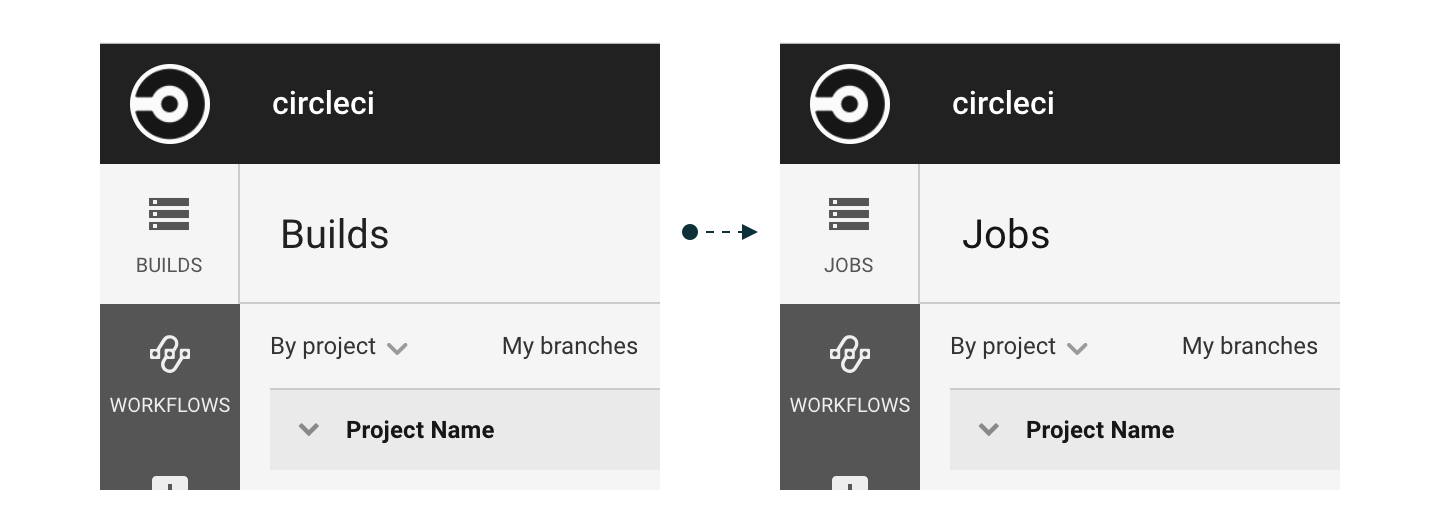 circleci
Builds
BUILDS
By project
My branches
WORKFLOWS
Project Name
circleci
Jobs
JOBS
By project
My branches
WORKFLOWS
Project Name